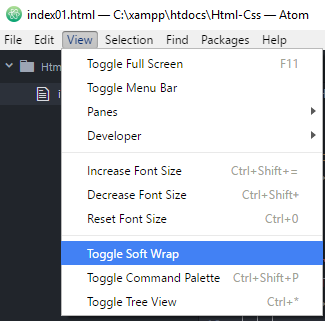 index01.html — C:\xampp\htdocs\Html-Css — Atom
File Edit View Selection Find Packages Help
Toggle Full Screen F11
Toggle Menu Bar
Panes
Developer
Increase Font Size Ctrl+Shift+=
Decrease Font Size Ctrl+Shift+
Reset Font Size Ctrl+0
Toggle Soft Wrap
Toggle Command Palette Ctrl+Shift+P
Toggle Tree View Ctrl+*